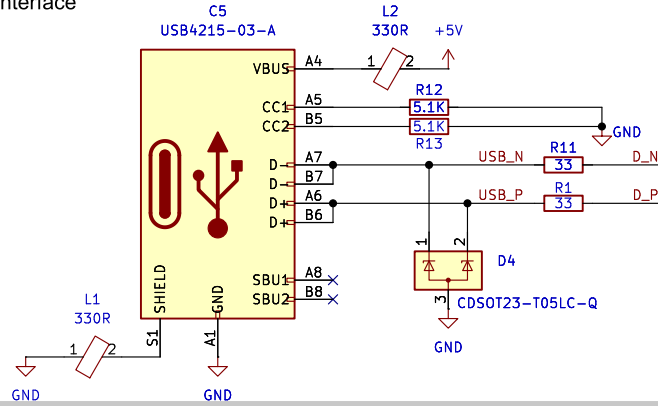 nterface
C5
USB4215-03-A
L2
330R
+5V
VBUS A4 1 2
CC1 A5 R12 5.1K
CC2 B5 5.1K R13
GND
D- A7 USB_N R11 33 D_N
D- B7
D+ A6 USB_P R1 33 D_P
D+ B6
1 2
D4
SBU1 A8
SBU2 B8
3
CDSOT23-T05LC-Q
SHIELD GND
L1
330R
S1 A1
1 2
GND
GND GND